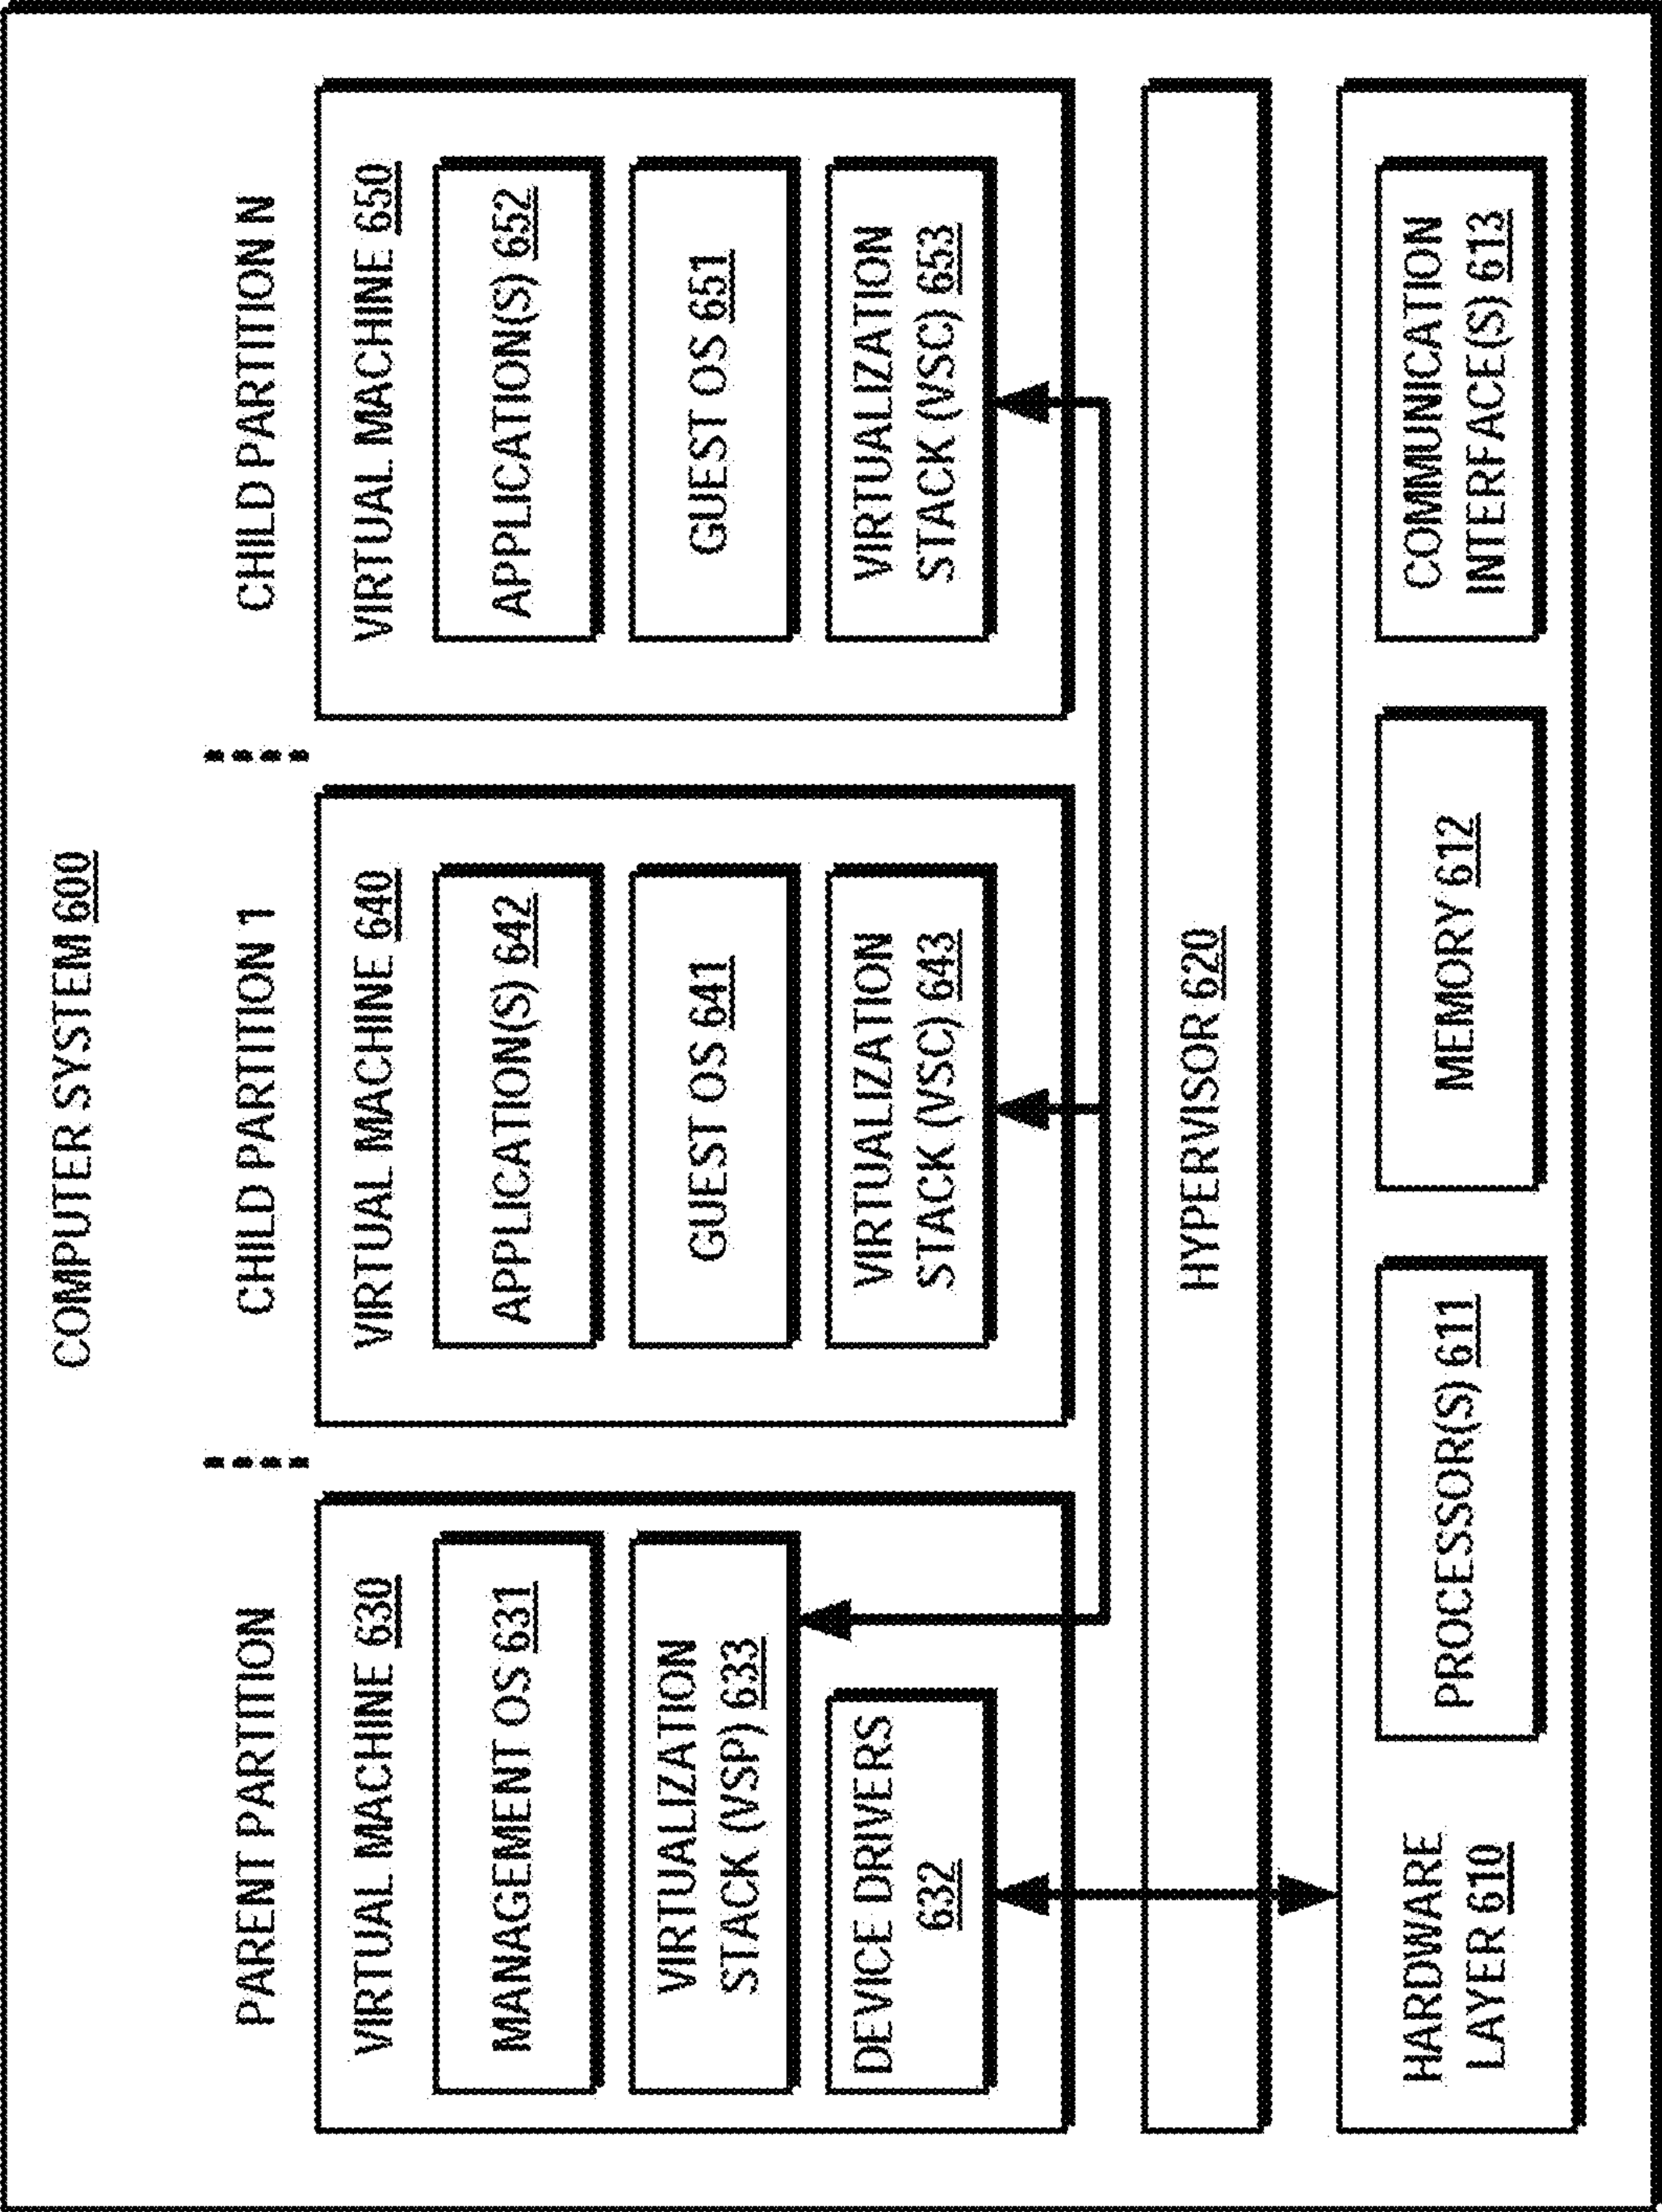 COMPUTER SYSTEM 600
PARENT PARTITION
VIRTUAL MACHINE 630
MANAGEMENT OS 631
VIRTUALIZATION
STACK (VSP) 633
DEVICE DRIVERS
632
CHILD PARTITION 1
VIRTUAL MACHINE 640
APPLICATION(S) 642
GUEST OS 641
VIRTUALIZATION
STACK (VSC) 643
CHILD PARTITION N
VIRTUAL MACHINE 650
APPLICATION(S) 652
GUEST OS 651
VIRTUALIZATION
STACK (VSC) 653
HYPERVISOR 620
HARDWARE
LAYER 610
PROCESSOR(S) 611
MEMORY 612
COMMUNICATION
INTERFACE(S) 613